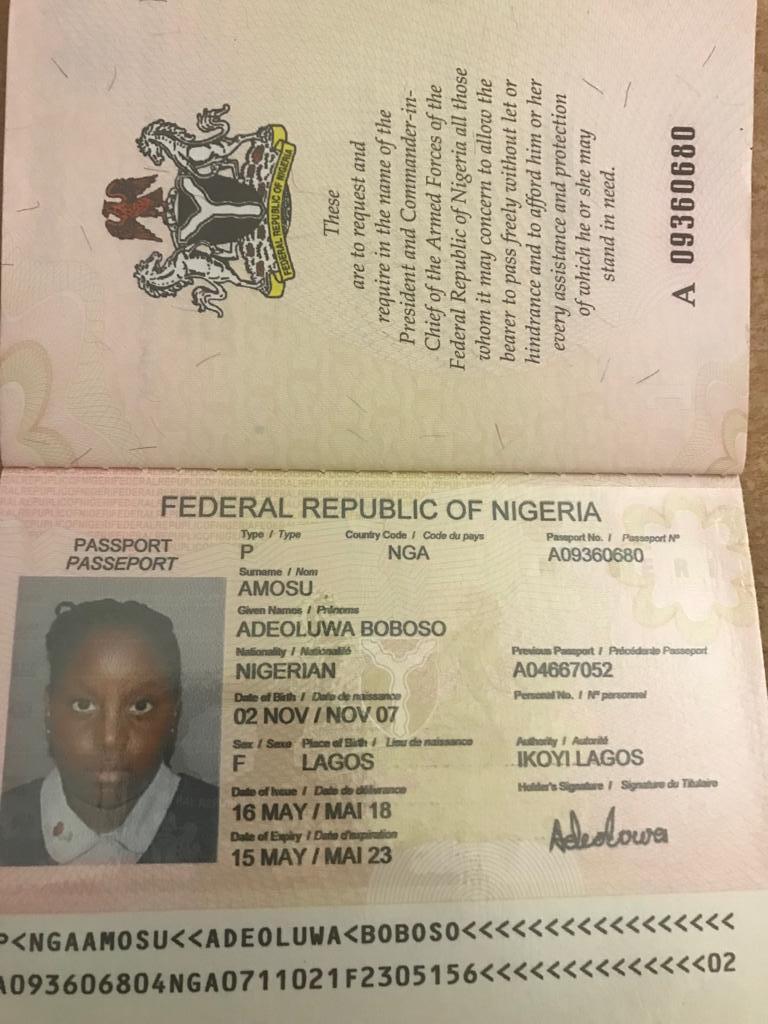 FEDERAL REPUBLIC OF NIGERIA
These
are to request and
require in the name of the
President and Commander-in-
Chief of the Armed Forces of the
Federal Republic of Nigeria all those
whom it may concern to allow the
bearer to pass freely without let or
hindrance and to afford him or her
every assistance and protection
of which he or she may
stand in need.
A 09360680
FEDERAL REPUBLIC OF NIGERIA
PASSPORT
PASSEPORT
Type / Type Country Code / Code du pays Passport No. / Passeport Nº
P NGA A09360680
Surname / Nom
AMOSU
Given Names / Prénoms
ADEOLUWA BOBOSO
Nationality / Nationalité Previous Passport / Précédente Passeport
NIGERIAN A04667052
Date of Birth / Date de naissance Personal No. / Nº personnel
02 NOV / NOV 07
Sex / Sexe Place of Birth / Lieu de naissance Authority / Autorité
F LAGOS IKOYI LAGOS
Date of Issue / Date de délivrance Holder's Signature / Signature du Titulaire
16 MAY / MAI 18
Adeoluwa
Date of Expiry / Date d'expiration
15 MAY / MAI 23
P<NGAAMOSU<<ADEOLUWA<BOBOSO<<<<<<<<<<<<<<<<<
A093606804NGA0711021F2305156<<<<<<<<<<<<<<02